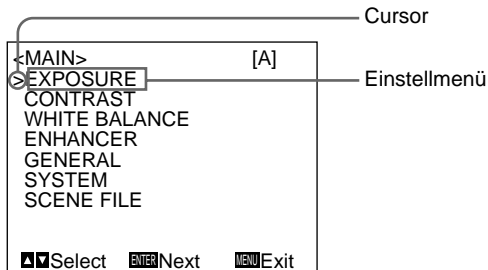 Cursor
<MAIN> [A]
>EXPOSURE
Einstellmenü
CONTRAST
WHITE BALANCE
ENHANCER
GENERAL
SYSTEM
SCENE FILE
▲▼Select ENTER Next MENU Exit